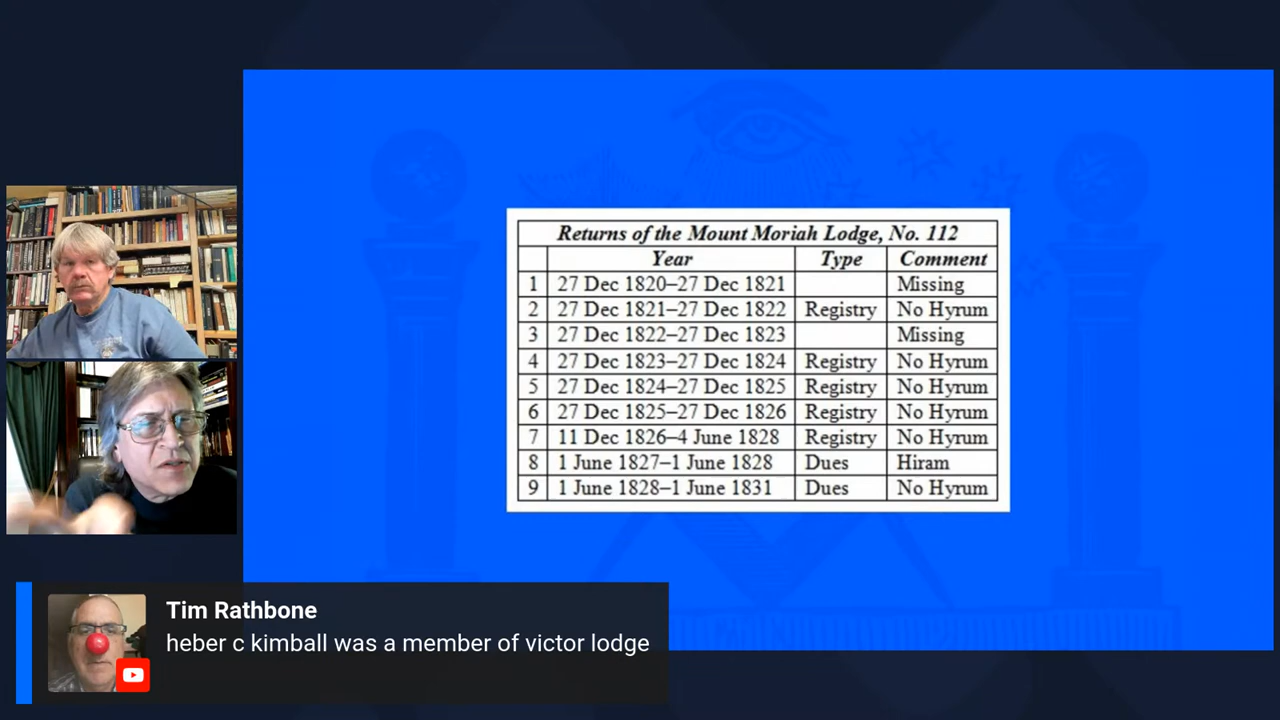 Returns of the Mount Moriah Lodge, No. 112
Year Type Comment
1 27 Dec 1820–27 Dec 1821 Missing
2 27 Dec 1821–27 Dec 1822 Registry No Hyrum
3 27 Dec 1822–27 Dec 1823 Missing
4 27 Dec 1823–27 Dec 1824 Registry No Hyrum
5 27 Dec 1824–27 Dec 1825 Registry No Hyrum
6 27 Dec 1825–27 Dec 1826 Registry No Hyrum
7 11 Dec 1826–4 June 1828 Registry No Hyrum
8 1 June 1827–1 June 1828 Dues Hiram
9 1 June 1828–1 June 1831 Dues No Hyrum
Tim Rathbone
heber c kimball was a member of victor lodge